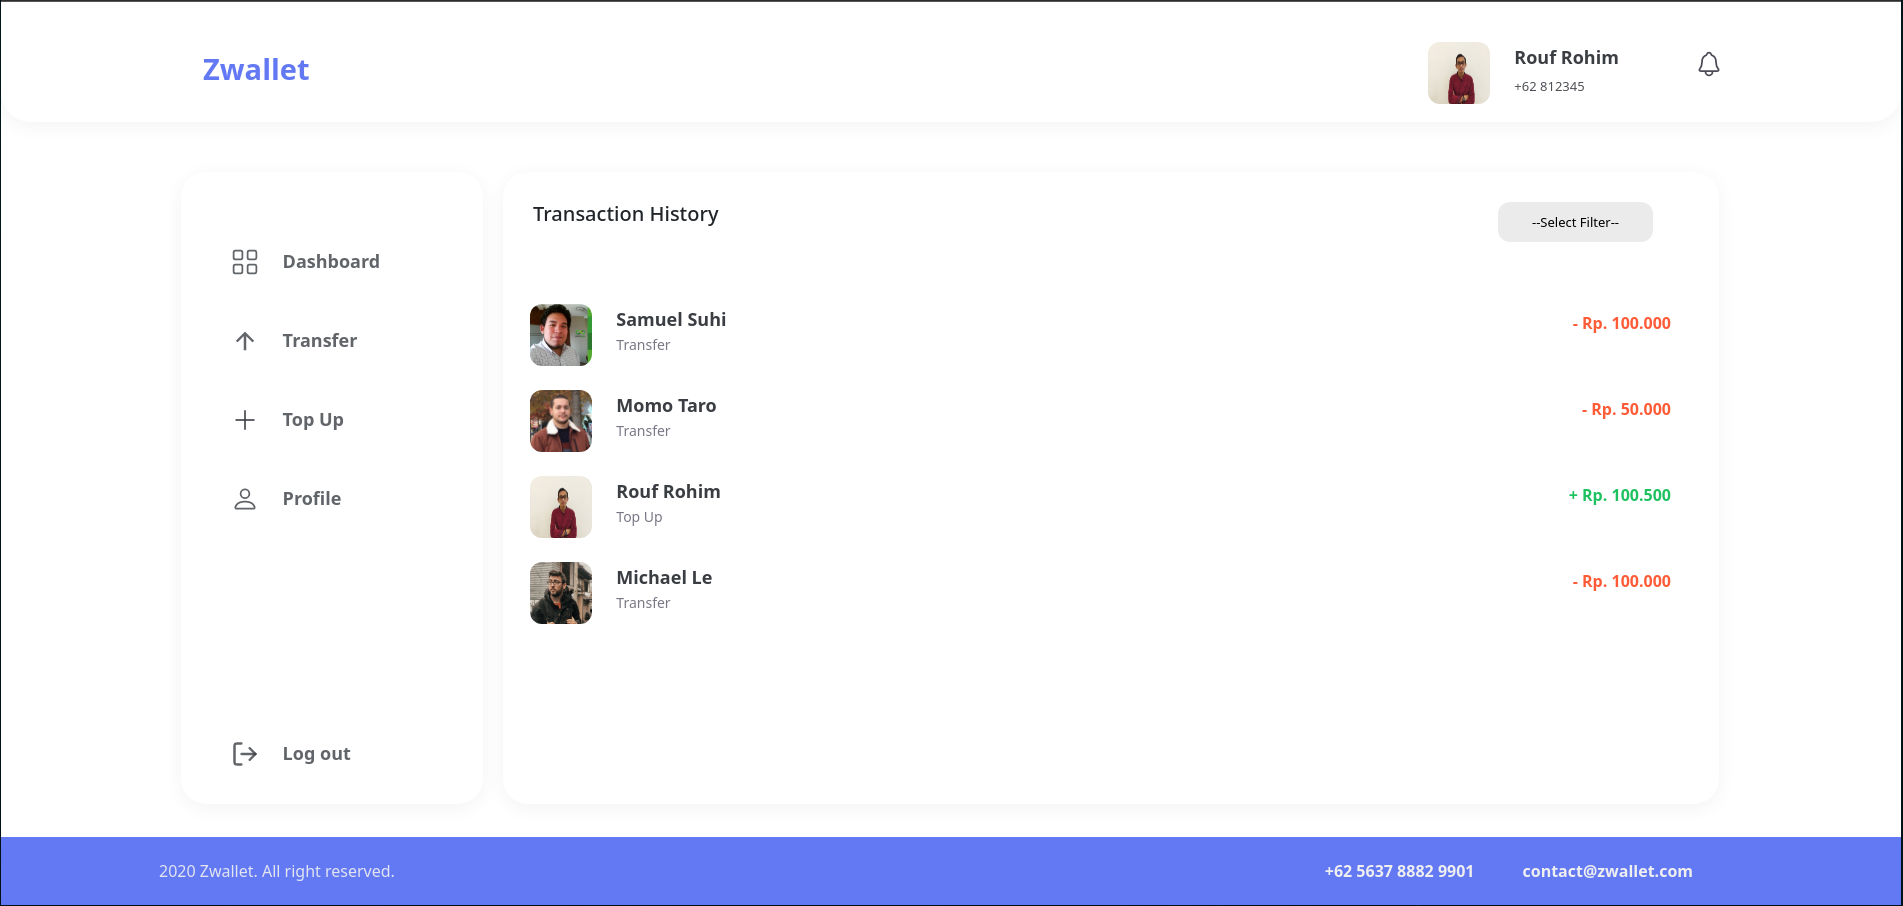 Zwallet
Rouf Rohim
+62 812345
Dashboard
Transfer
Top Up
Profile
Log out
Transaction History
--Select Filter--
Samuel Suhi
Transfer
- Rp. 100.000
Momo Taro
Transfer
- Rp. 50.000
Rouf Rohim
Top Up
+ Rp. 100.500
Michael Le
Transfer
- Rp. 100.000
2020 Zwallet. All right reserved.
+62 5637 8882 9901
contact@zwallet.com